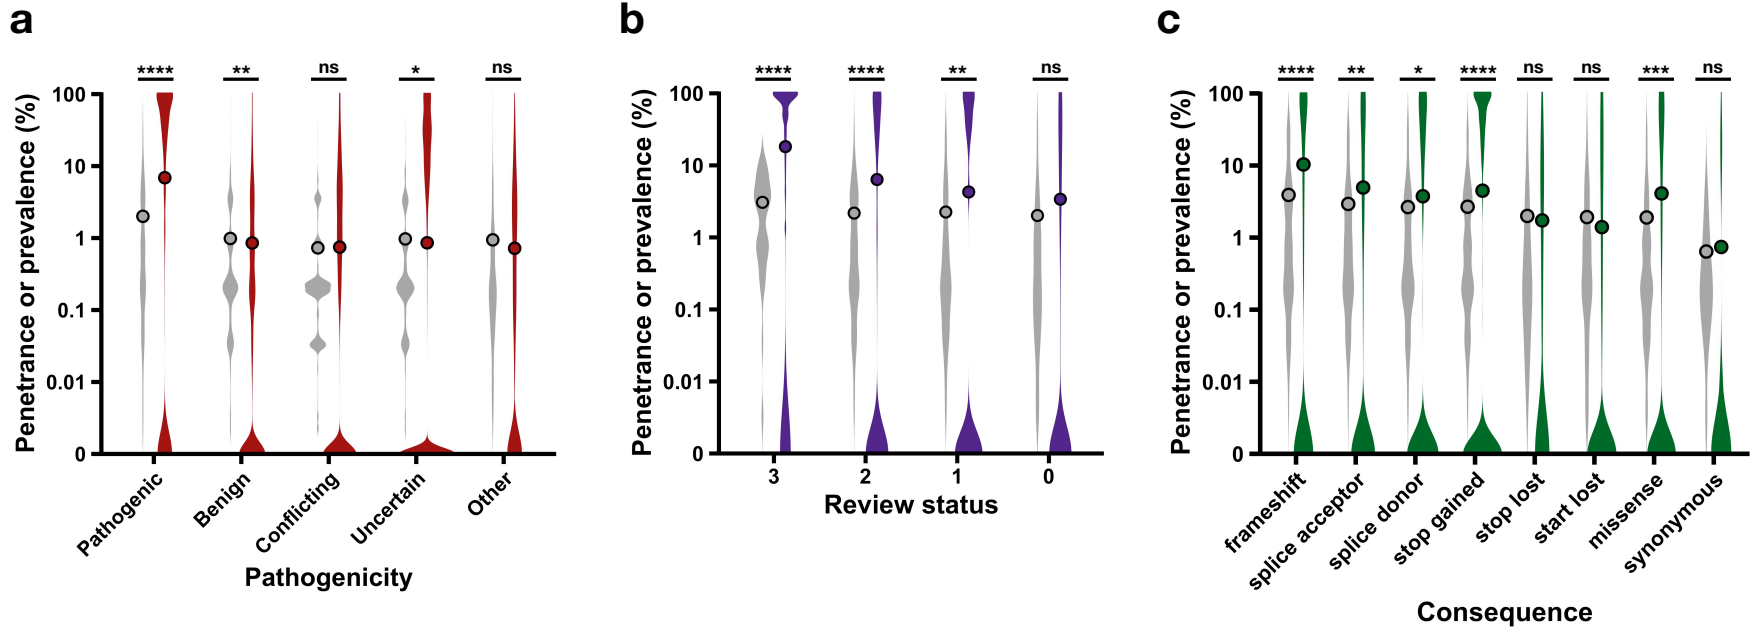 a
**** ** ns * ns
Penetrance or prevalence (%)
100
10
1
0.1
0.01
0
Pathogenic Benign Conflicting Uncertain Other
Pathogenicity
b
**** **** ** ns
Penetrance or prevalence (%)
100
10
1
0.1
0.01
0
3 2 1 0
Review status
c
**** ** * **** ns ns *** ns
Penetrance or prevalence (%)
100
10
1
0.1
0.01
0
frameshift splice acceptor splice donor stop gained stop lost start lost missense synonymous
Consequence